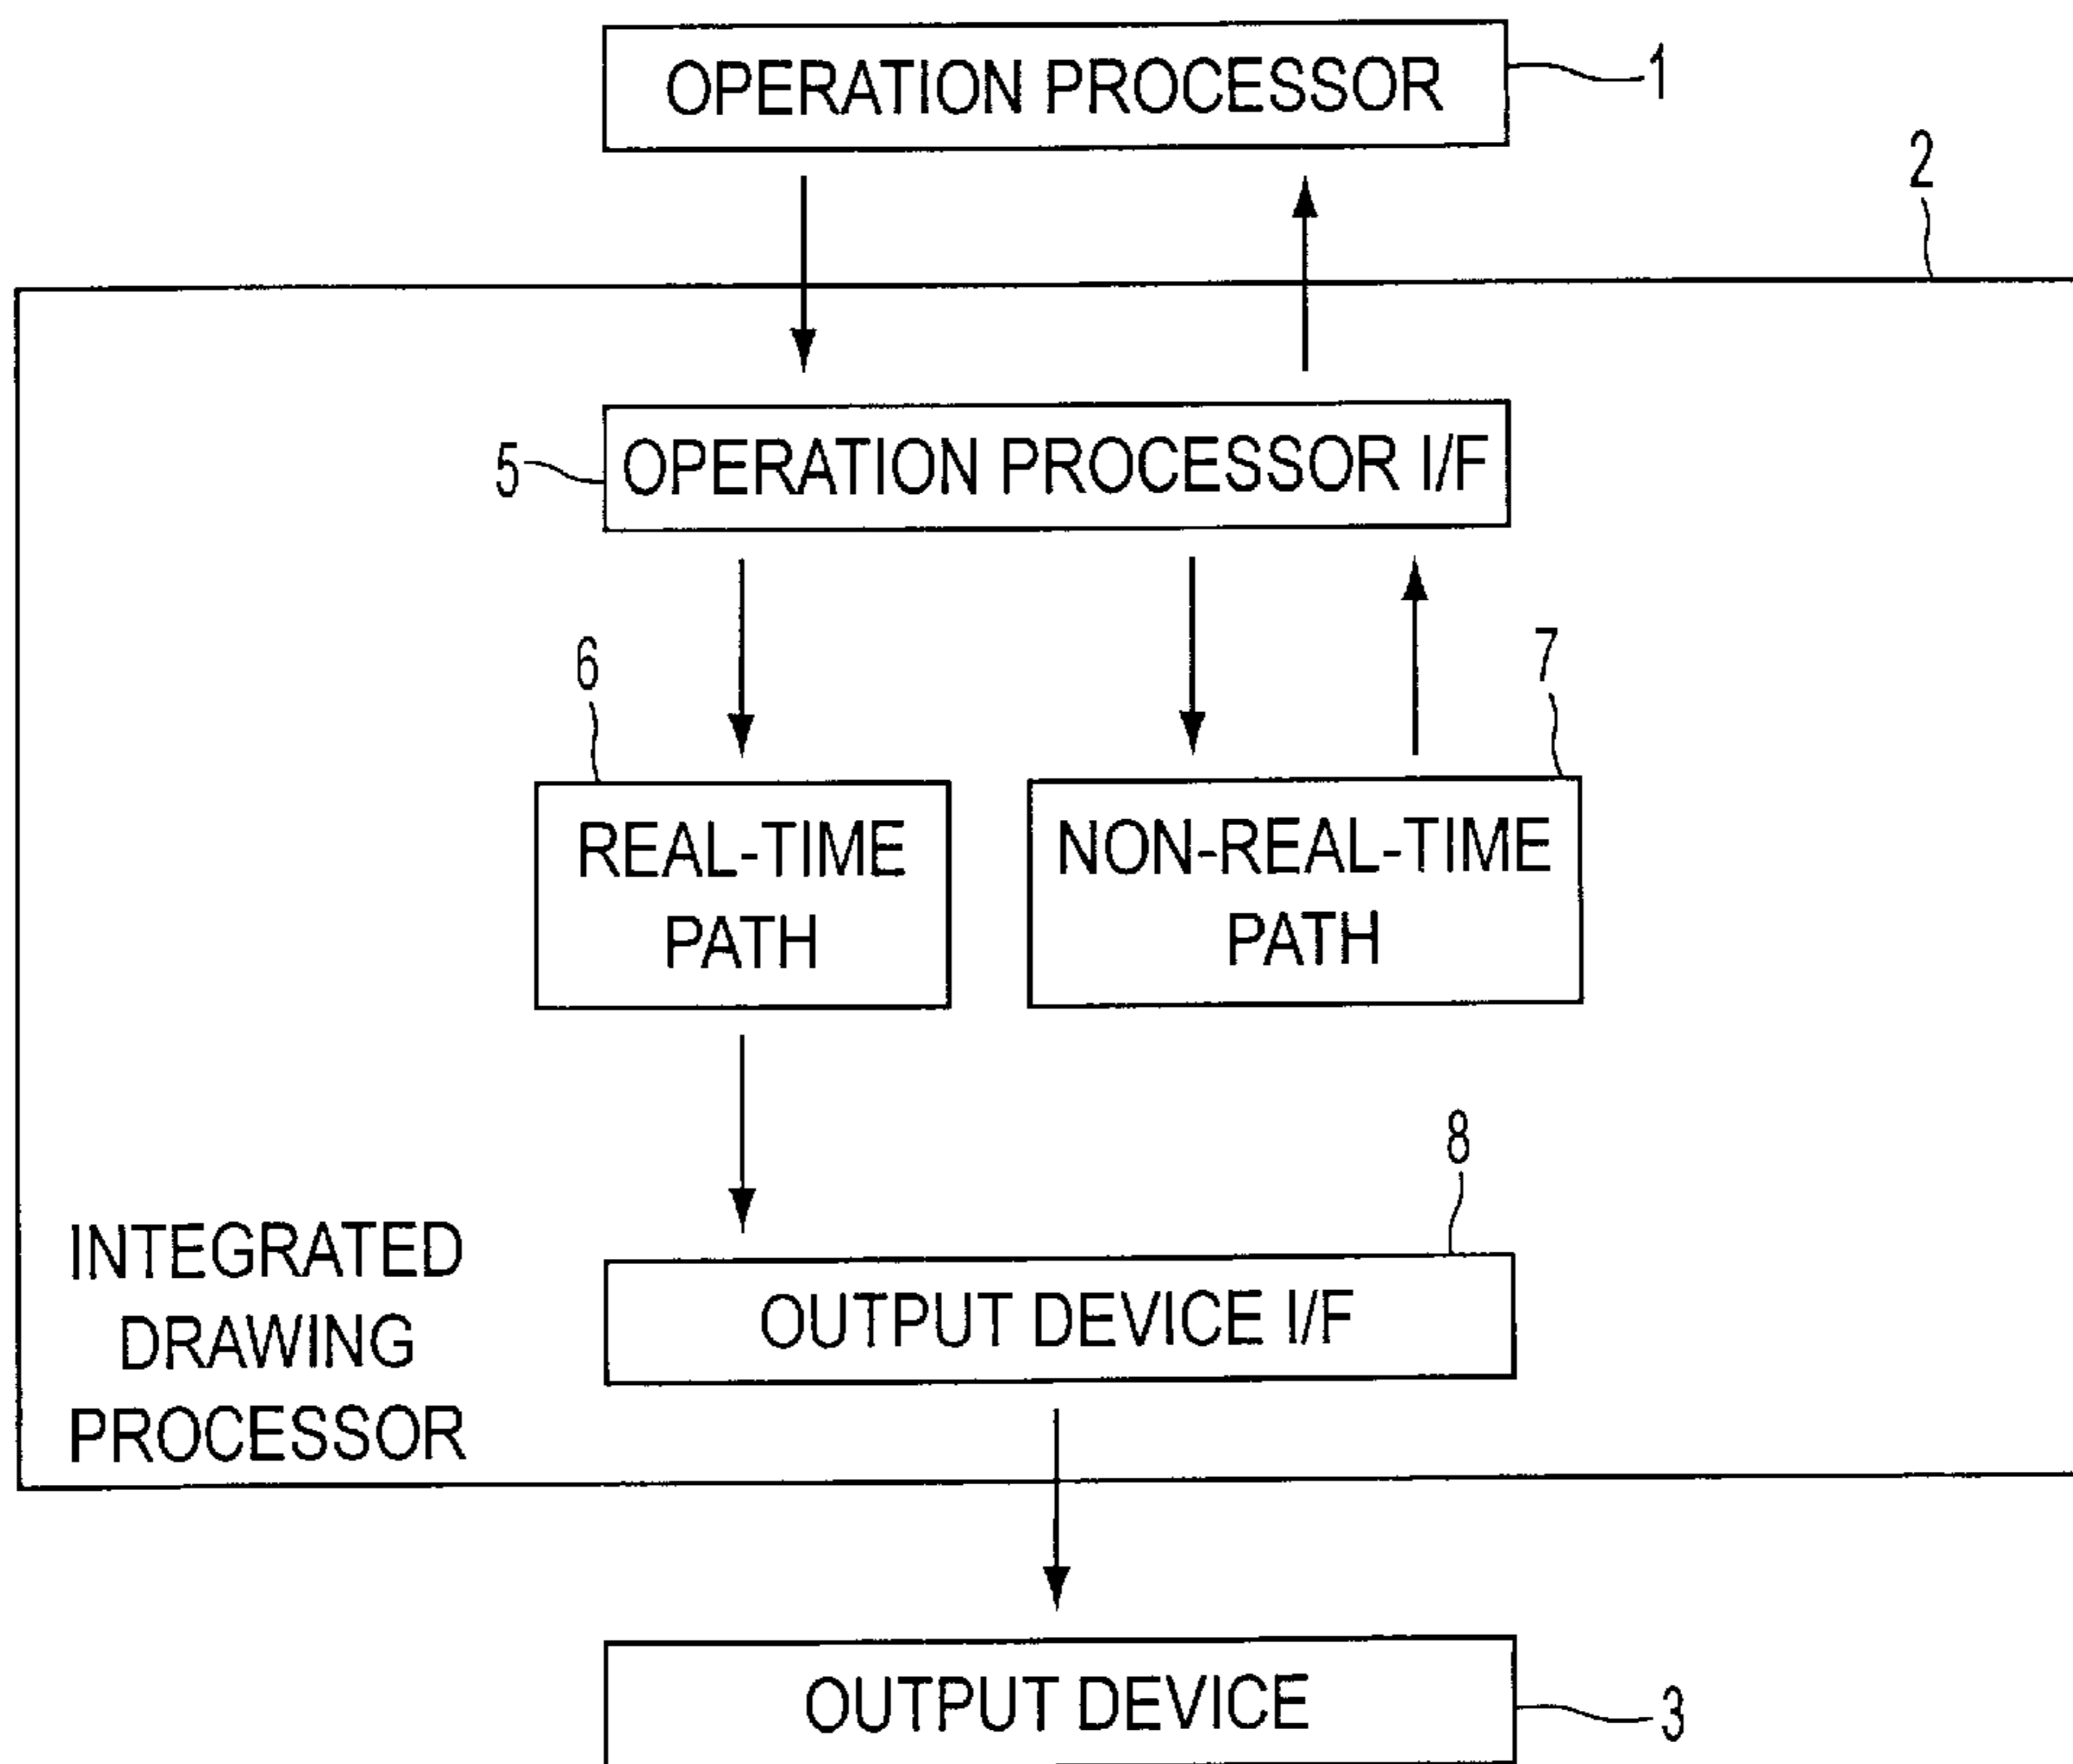 OPERATION PROCESSOR
1
2
5
OPERATION PROCESSOR I/F
6
7
REAL-TIME
PATH
NON-REAL-TIME
PATH
8
INTEGRATED
DRAWING
PROCESSOR
OUTPUT DEVICE I/F
OUTPUT DEVICE
3